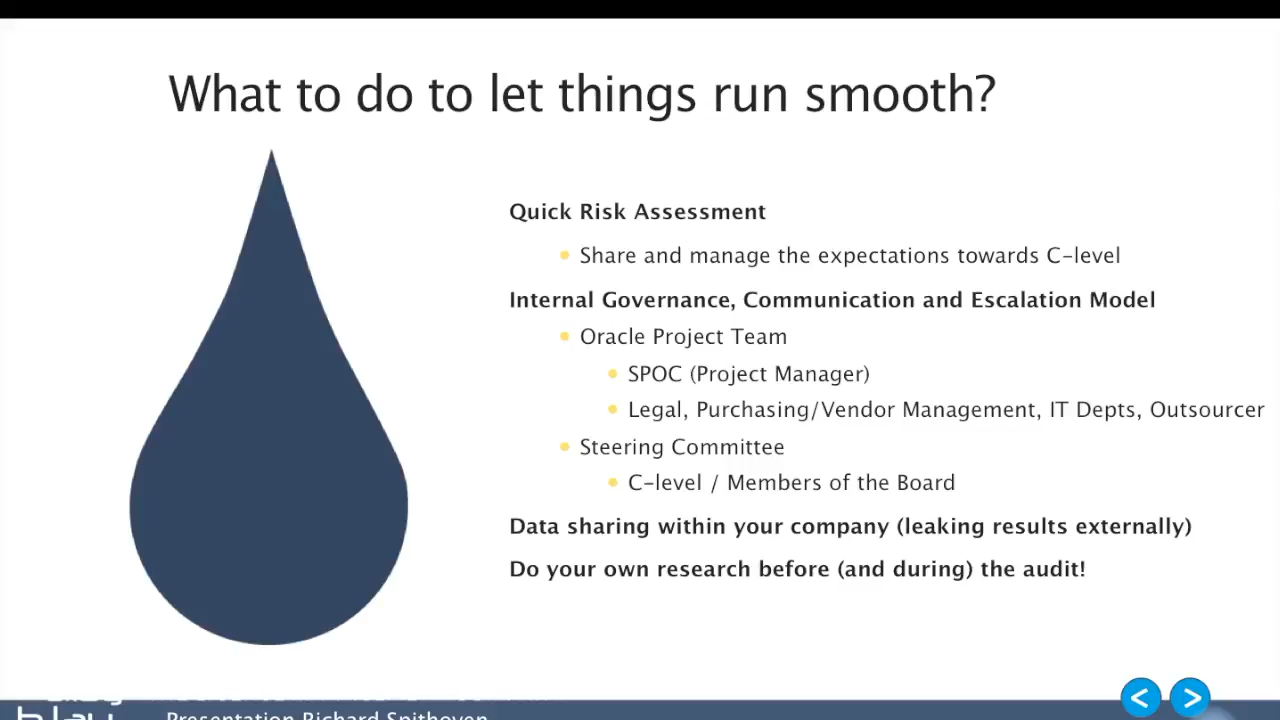 What to do to let things run smooth?
Quick Risk Assessment
Share and manage the expectations towards C-level
Internal Governance, Communication and Escalation Model
Oracle Project Team
SPOC (Project Manager)
Legal, Purchasing/Vendor Management, IT Depts, Outsourcer
Steering Committee
C-level / Members of the Board
Data sharing within your company (leaking results externally)
Do your own research before (and during) the audit!
Presentation Richard Spithoven